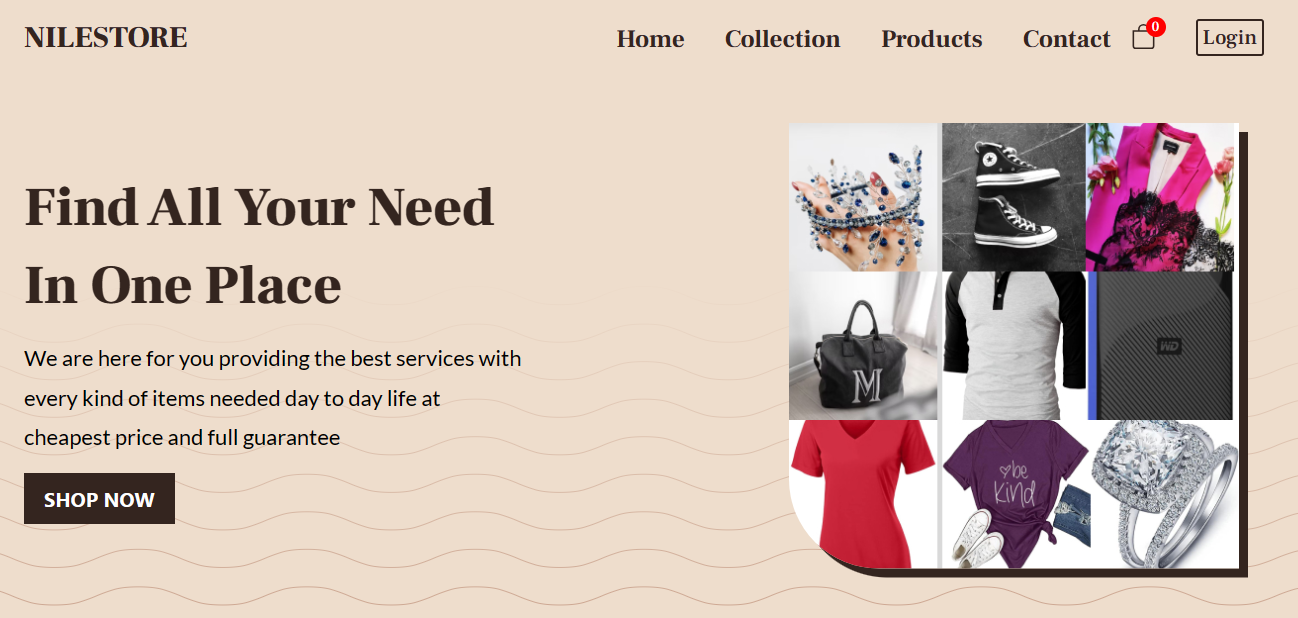 NILESTORE
Home Collection Products Contact 0 Login
Find All Your Need
In One Place
We are here for you providing the best services with
every kind of items needed day to day life at
cheapest price and full guarantee
SHOP NOW
M
WD
be
kind